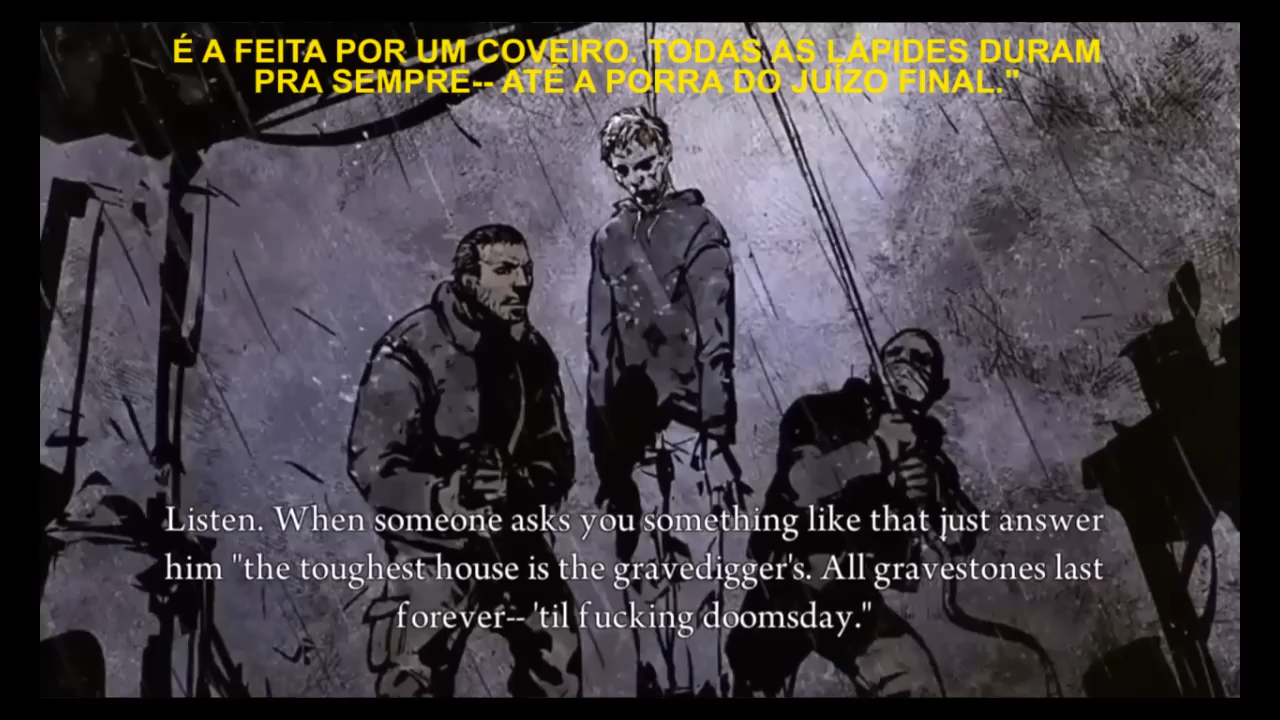 É A FEITA POR UM COVEIRO. TODAS AS LÁPIDES DURAM
PRA SEMPRE-- ATÉ A PORRA DO JUÍZO FINAL."
Listen. When someone asks you something like that just answer
him "the toughest house is the gravedigger's. All gravestones last
forever-- 'til fucking doomsday."